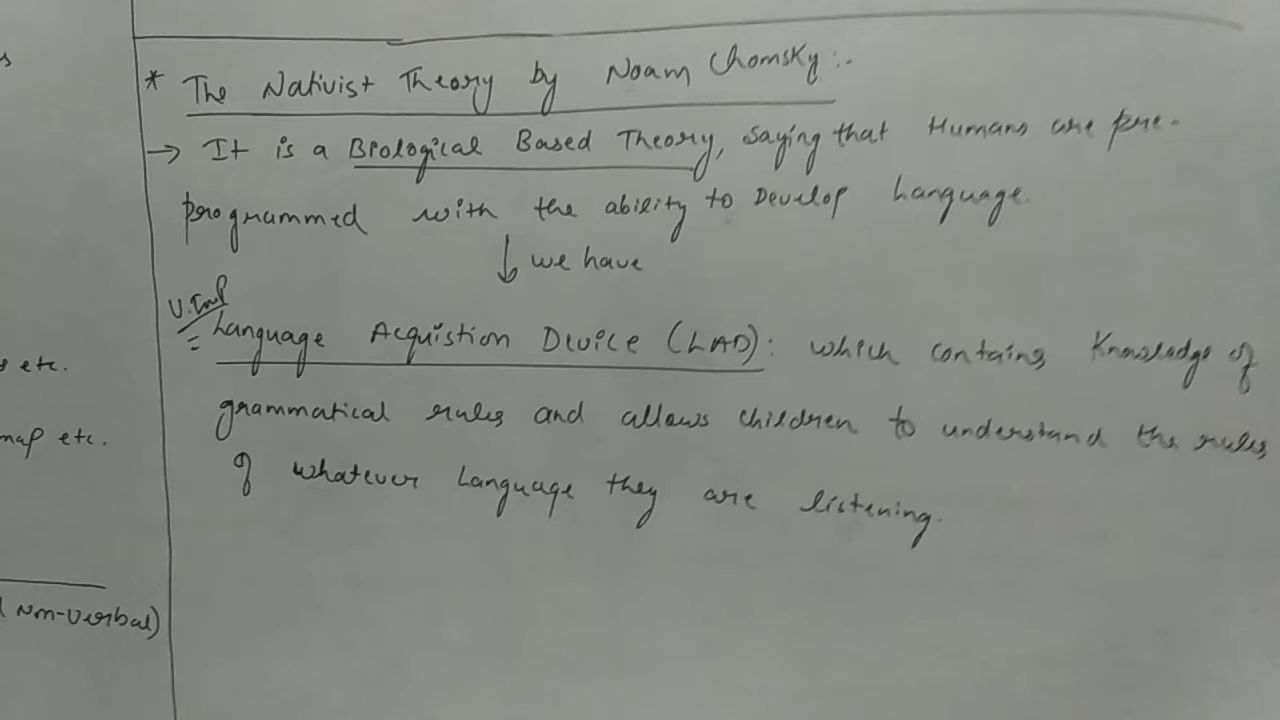 s
* The Nativist Theory by Noam Chomsky :-
→ It is a Biological Based Theory, saying that Humans are pre-
programmed with the ability to Develop Language.
↓ we have
V.Imp
Language Acquistion Device (LAD): which contains Knowledge of
s etc.
grammatical rules and allows children to understand the rules
map etc.
of whatever Language they are listening.
(Non-verbal)